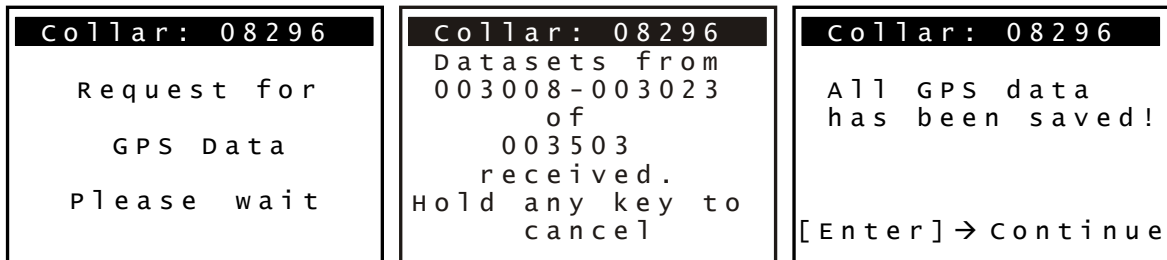 Collar: 08296
Request for
GPS Data
Please wait
Collar: 08296
Datasets from
003008-003023
of
003503
received.
Hold any key to
cancel
Collar: 08296
All GPS data
has been saved!
[Enter]→Continue